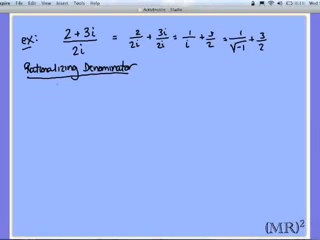 ex: (2 + 3i)/(2i) = 2/(2i) + 3i/(2i) = 1/i + 3/2 = 1/√-1 + 3/2
Rationalizing Denominator
(MR)²